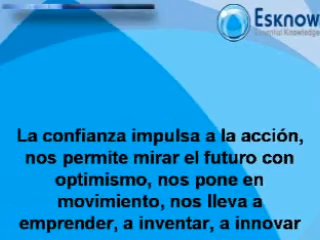 Esknow
Essential Knowledge
La confianza impulsa a la acción,
nos permite mirar el futuro con
optimismo, nos pone en
movimiento, nos lleva a
emprender, a inventar, a innovar